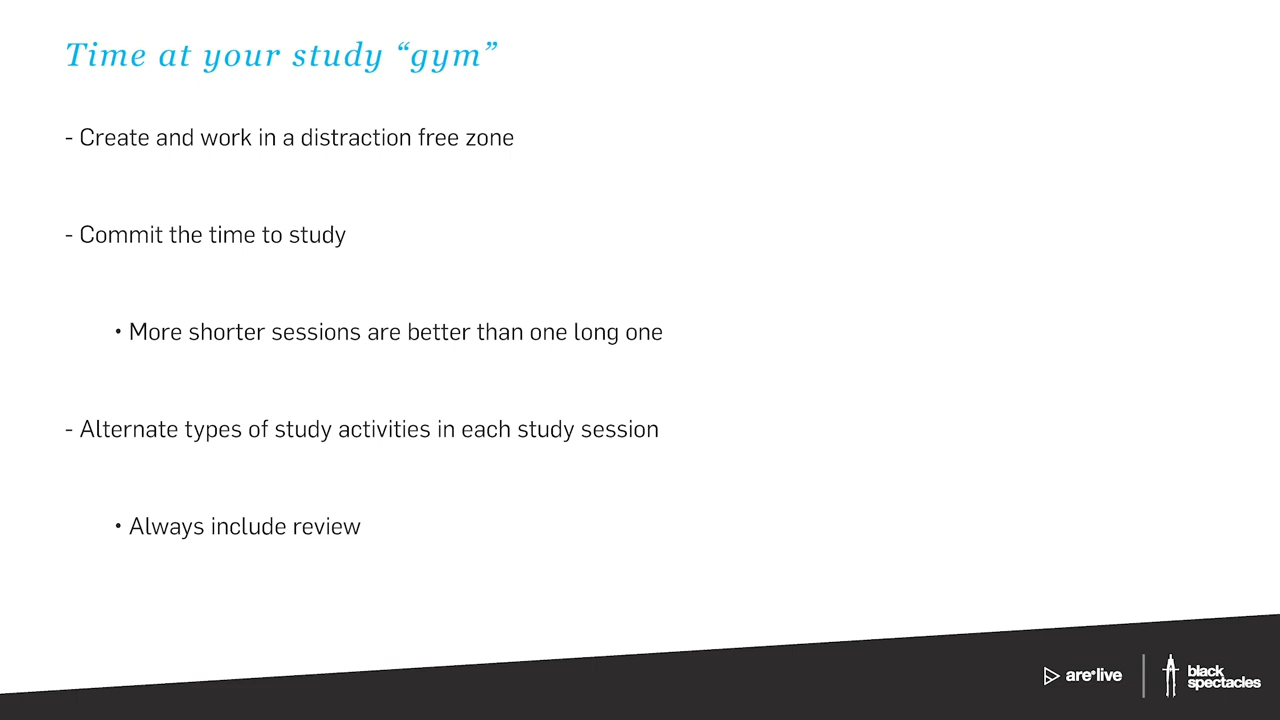 Time at your study “gym”
- Create and work in a distraction free zone
- Commit the time to study
• More shorter sessions are better than one long one
- Alternate types of study activities in each study session
• Always include review
are•live
black
spectacles